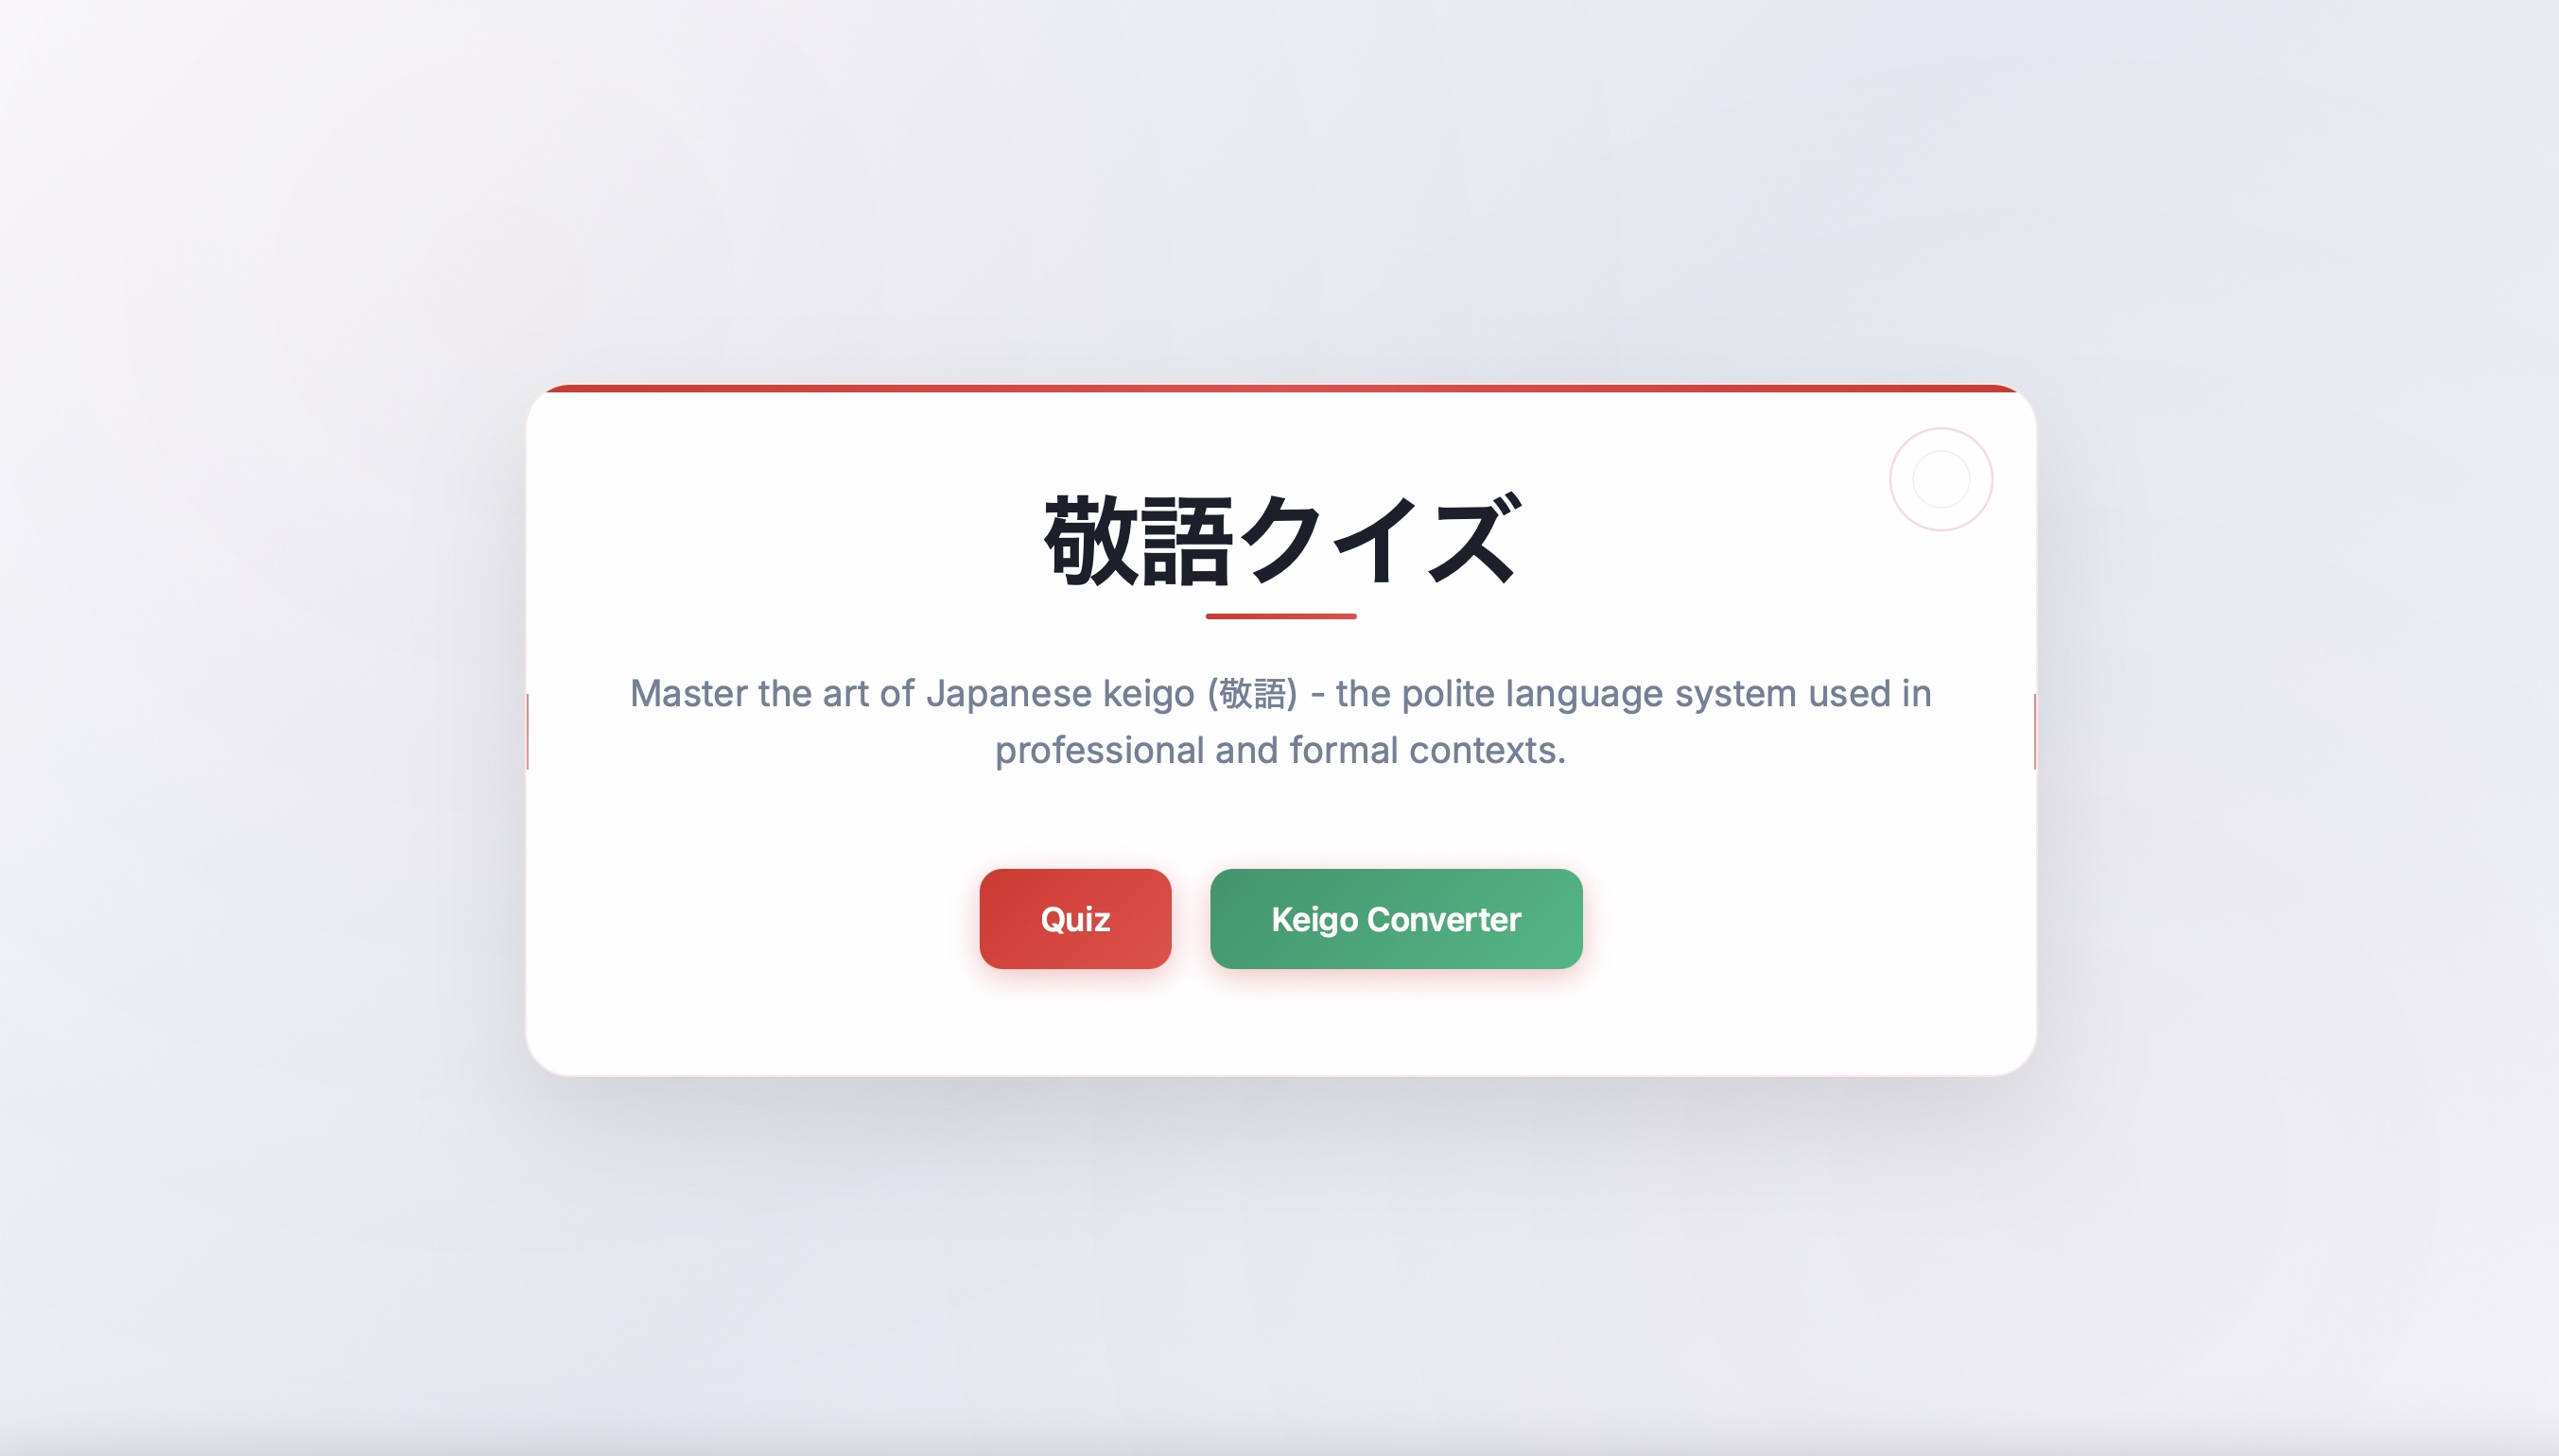 敬語クイズ
Master the art of Japanese keigo (敬語) - the polite language system used in
professional and formal contexts.
Quiz
Keigo Converter